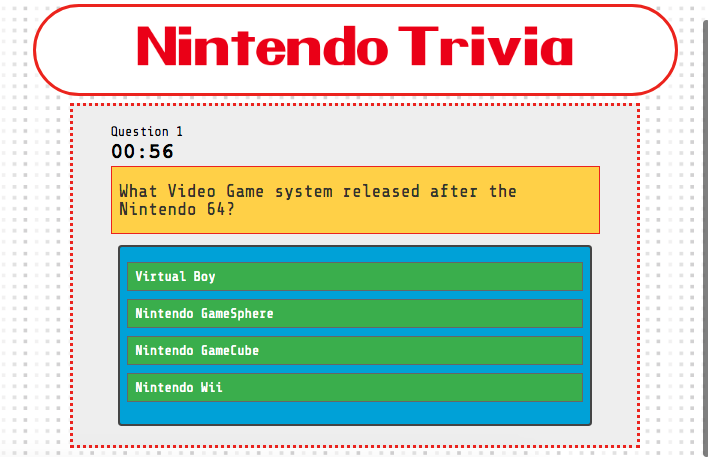 Nintendo Trivia
Question 1
00:56
What Video Game system released after the
Nintendo 64?
Virtual Boy
Nintendo GameSphere
Nintendo GameCube
Nintendo Wii